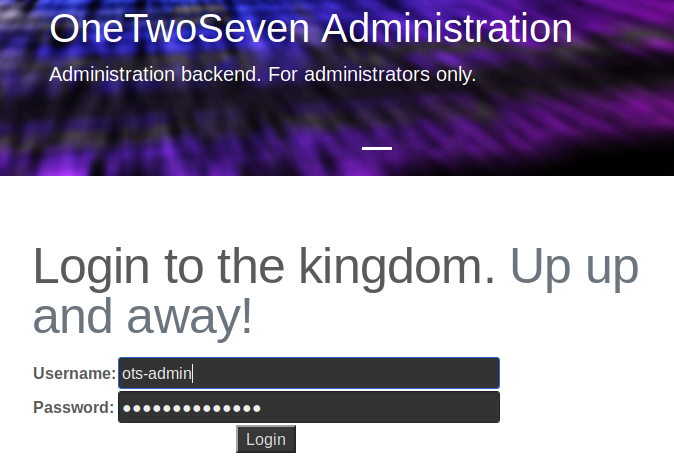 OneTwoSeven Administration
Administration backend. For administrators only.
Login to the kingdom. Up up
and away!
Username: ots-admin
Password: ●●●●●●●●●●●●●●
Login